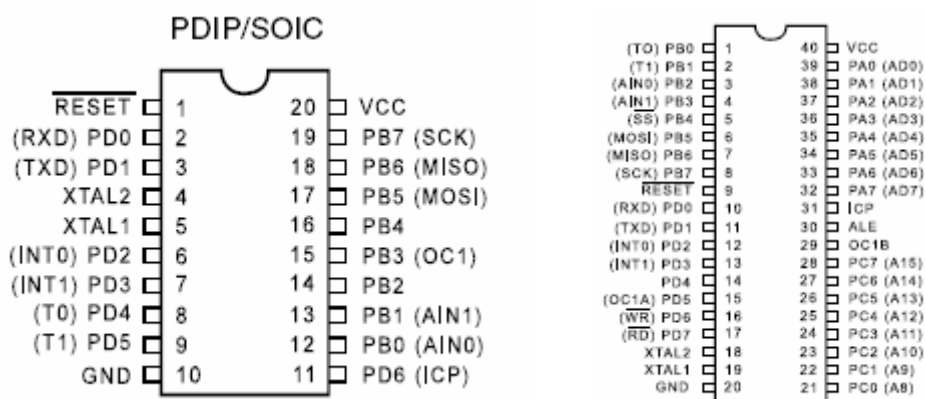 PDIP/SOIC
RESET 1 20 VCC
(RXD) PD0 2 19 PB7 (SCK)
(TXD) PD1 3 18 PB6 (MISO)
XTAL2 4 17 PB5 (MOSI)
XTAL1 5 16 PB4
(INT0) PD2 6 15 PB3 (OC1)
(INT1) PD3 7 14 PB2
(T0) PD4 8 13 PB1 (AIN1)
(T1) PD5 9 12 PB0 (AIN0)
GND 10 11 PD6 (ICP)
(TO) PB0 1 40 VCC
(T1) PB1 2 39 PA0 (AD0)
(AIN0) PB2 3 38 PA1 (AD1)
(AIN1) PB3 4 37 PA2 (AD2)
(SS) PB4 5 36 PA3 (AD3)
(MOSI) PB5 6 35 PA4 (AD4)
(MISO) PB6 7 34 PA5 (AD5)
(SCK) PB7 8 33 PA6 (AD6)
RESET 9 32 PA7 (AD7)
(RXD) PD0 10 31 ICP
(TXD) PD1 11 30 ALE
(INT0) PD2 12 29 OC1B
(INT1) PD3 13 28 PC7 (A15)
PD4 14 27 PC6 (A14)
(OC1A) PD5 15 26 PC5 (A13)
(WR) PD6 16 25 PC4 (A12)
(RD) PD7 17 24 PC3 (A11)
XTAL2 18 23 PC2 (A10)
XTAL1 19 22 PC1 (A9)
GND 20 21 PC0 (A8)